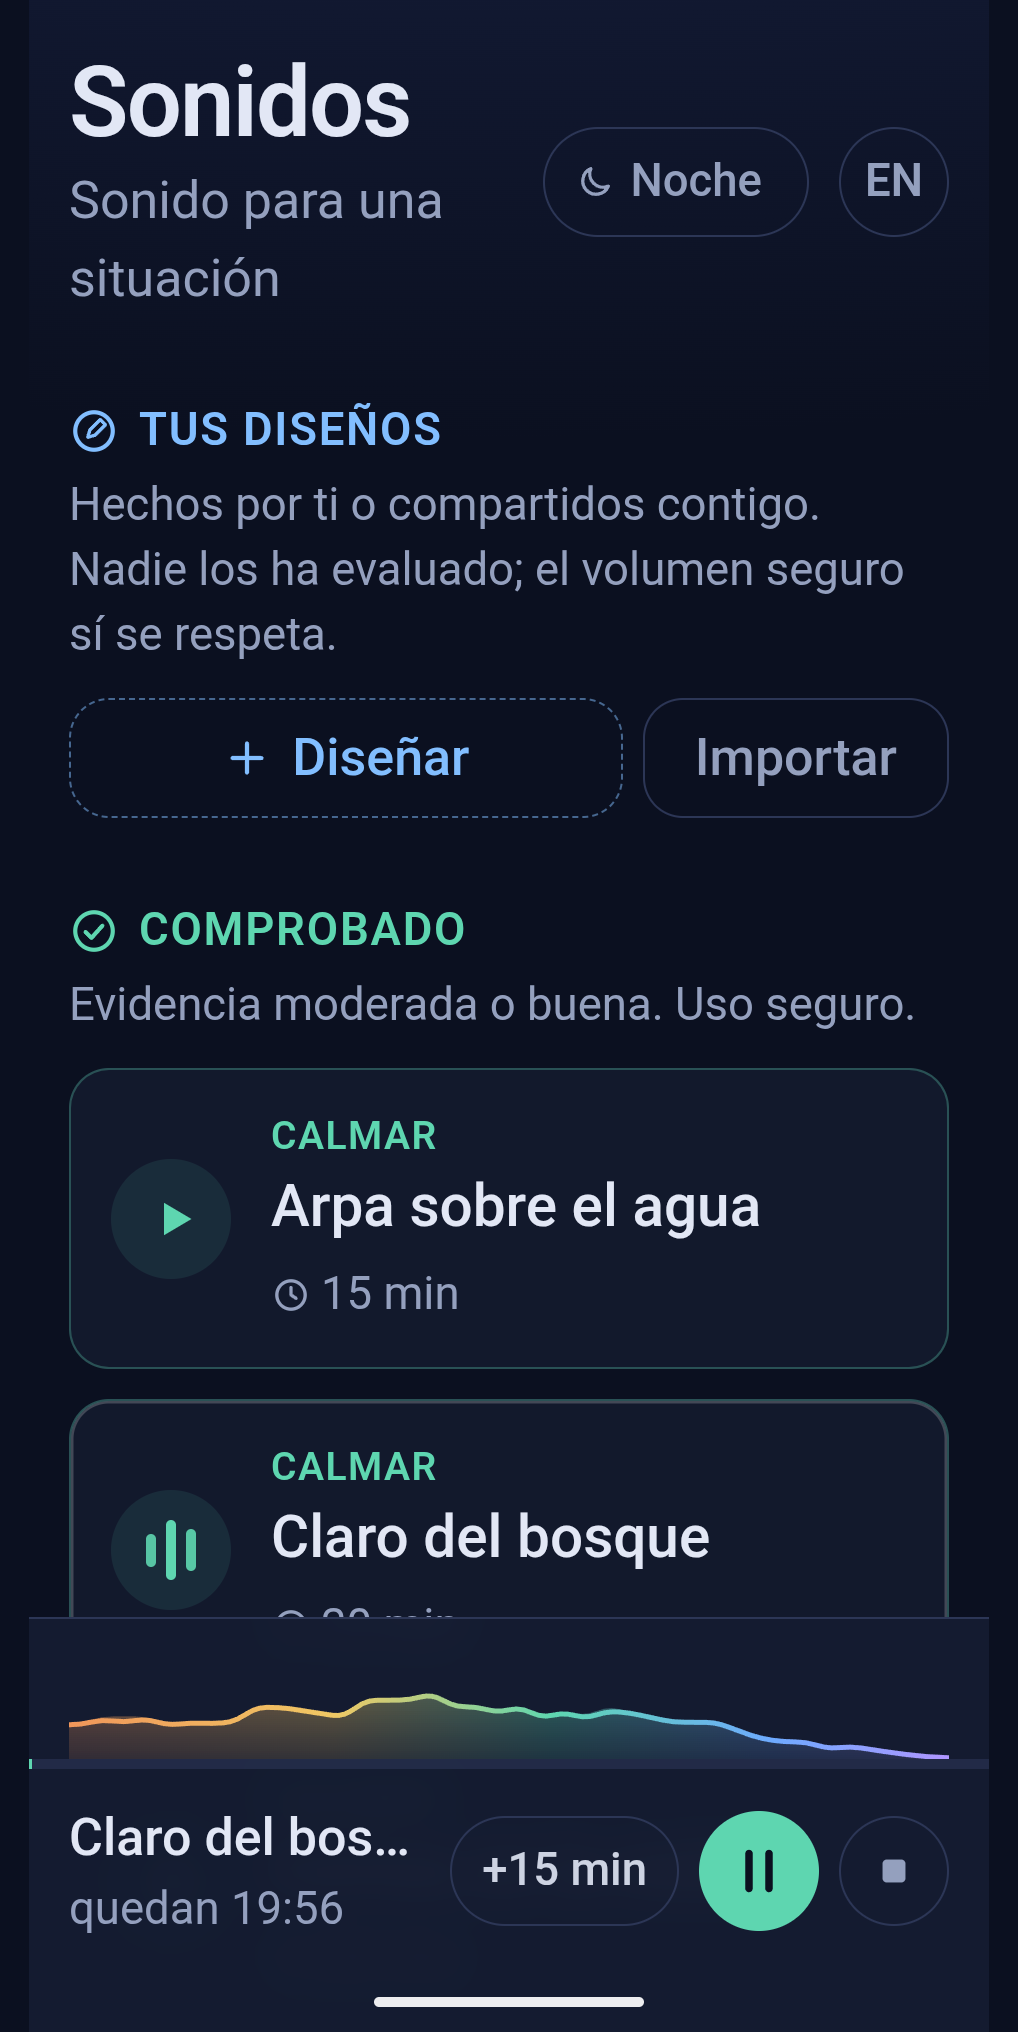 Sonidos
Sonido para una
situación
Noche
EN
TUS DISEÑOS
Hechos por ti o compartidos contigo.
Nadie los ha evaluado; el volumen seguro
sí se respeta.
+ Diseñar
Importar
COMPROBADO
Evidencia moderada o buena. Uso seguro.
CALMAR
Arpa sobre el agua
15 min
CALMAR
Claro del bosque
Claro del bos...
quedan 19:56
+15 min